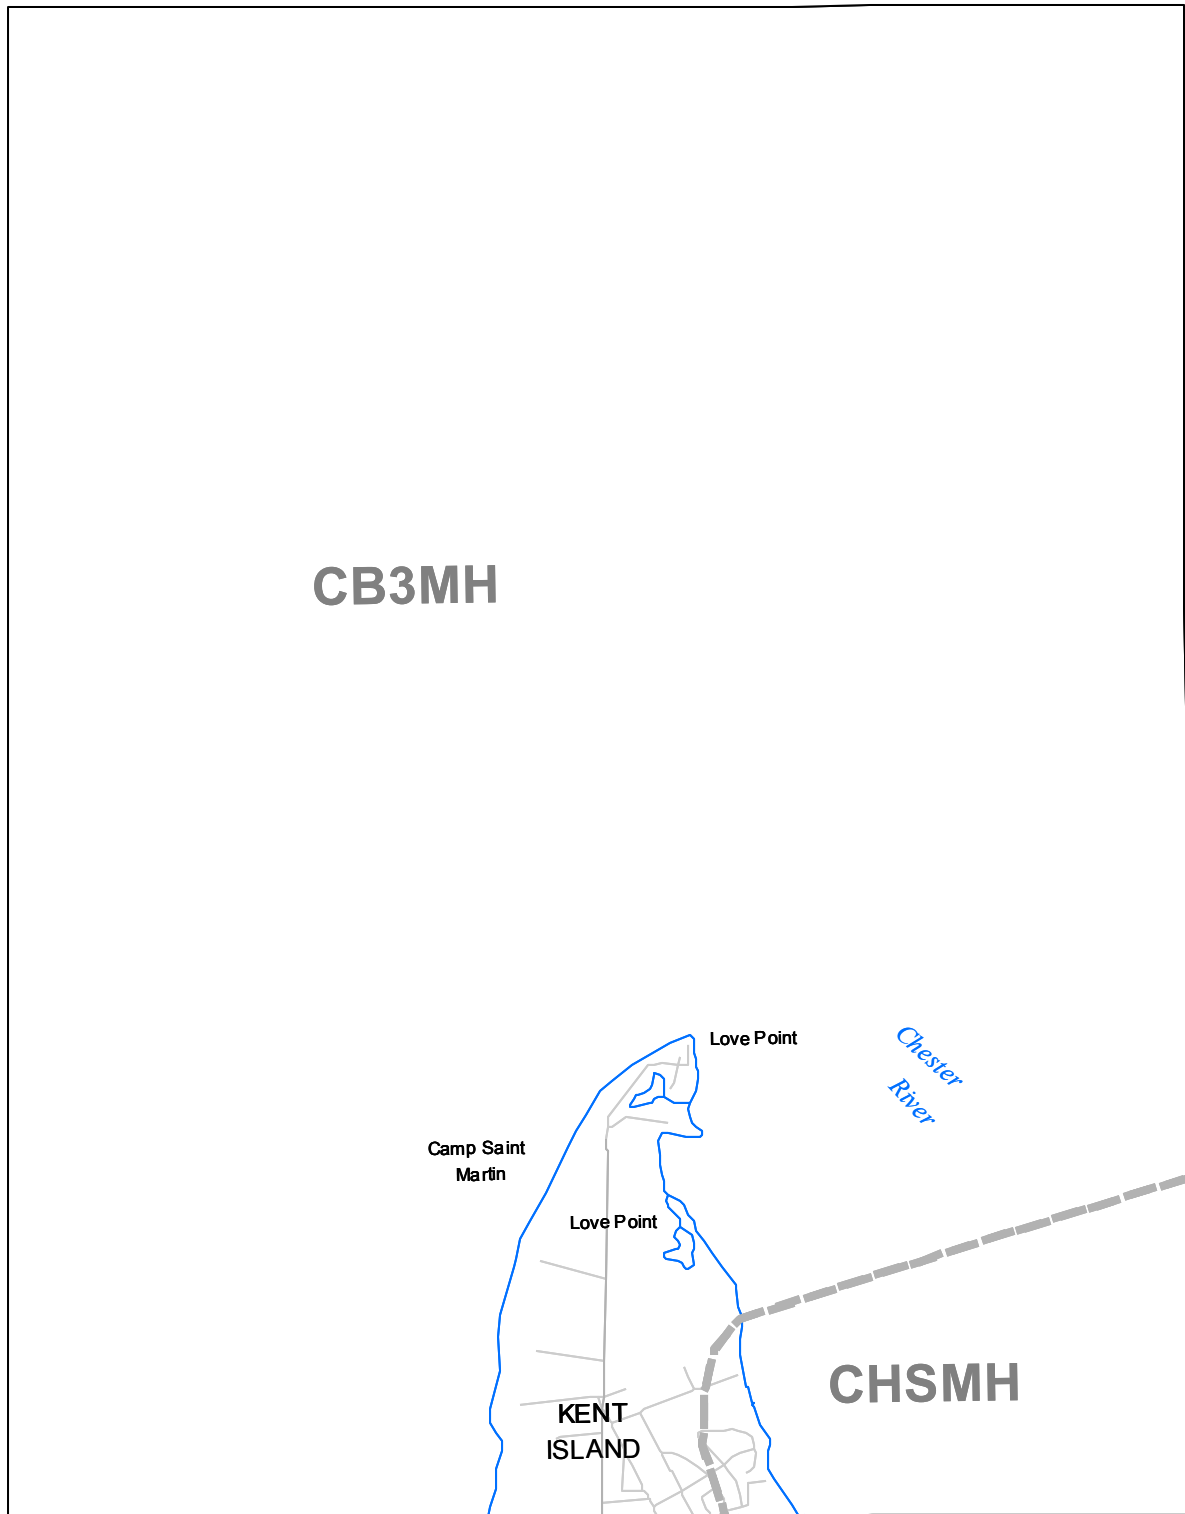 CB3MH
Love Point
Chester
River
Camp Saint
Martin
Love Point
CHSMH
KENT
ISLAND